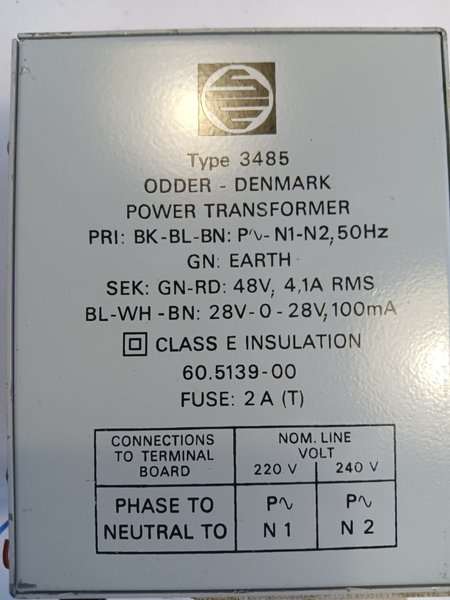 Type 3485
ODDER - DENMARK
POWER TRANSFORMER
PRI: BK-BL-BN: P∿-N1-N2, 50Hz
GN: EARTH
SEK: GN-RD: 48V, 4,1A RMS
BL-WH-BN: 28V-0-28V, 100mA
CLASS E INSULATION
60.5139-00
FUSE: 2 A (T)
CONNECTIONS
TO TERMINAL
BOARD
NOM. LINE
VOLT
220 V 240 V
PHASE TO P∿ P∿
NEUTRAL TO N 1 N 2